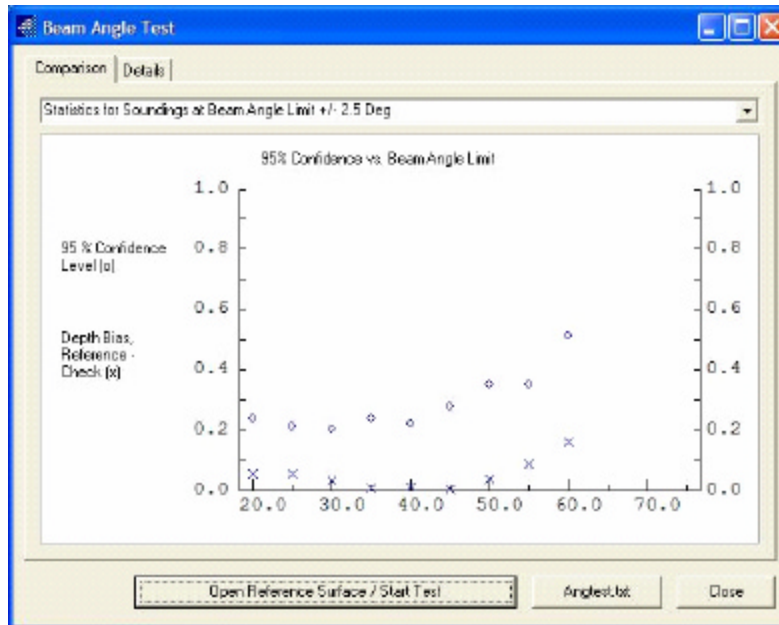 Beam Angle Test
Comparison Details
Statistics for Soundings at Beam Angle Limit +/- 2.5 Deg
95% Confidence vs. Beam Angle Limit
1.0 1.0
95 % Confidence
Level (o)
0.8 0.8
0.6 0.6
Depth Bias,
Reference -
Check (x)
0.4 0.4
0.2 0.2
0.0 0.0
20.0 30.0 40.0 50.0 60.0 70.0
Open Reference Surface / Start Test Angtest.txt Close